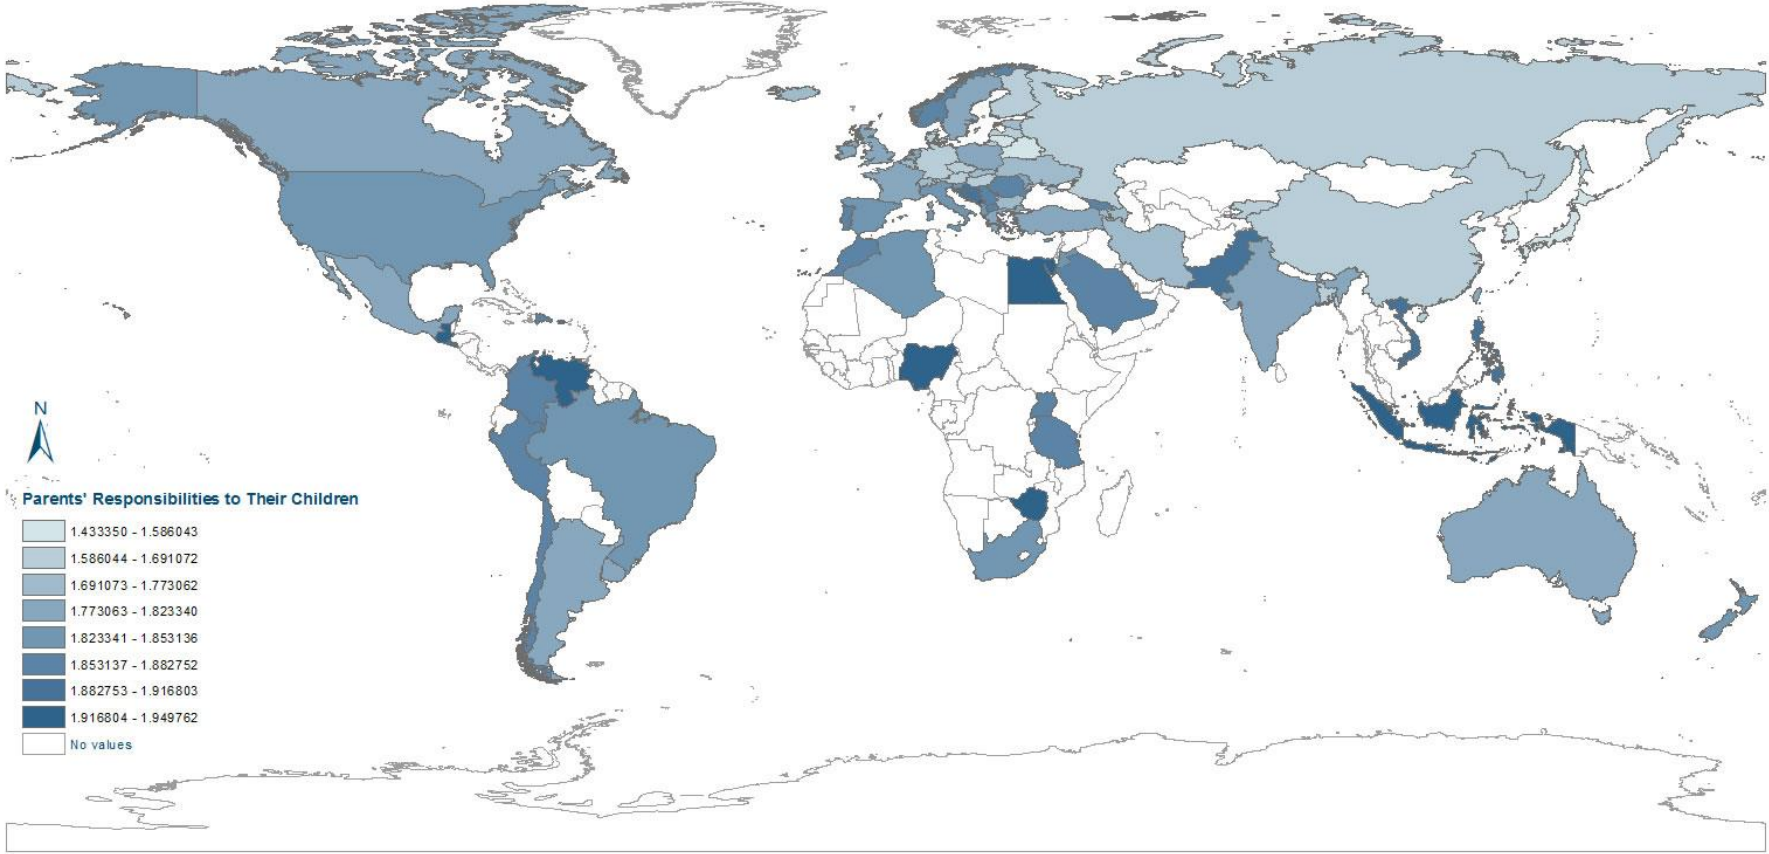 N
Parents' Responsibilities to Their Children
1.433350 - 1.586043
1.586044 - 1.691072
1.691073 - 1.773062
1.773063 - 1.823340
1.823341 - 1.853136
1.853137 - 1.882752
1.882753 - 1.916803
1.916804 - 1.949762
No values